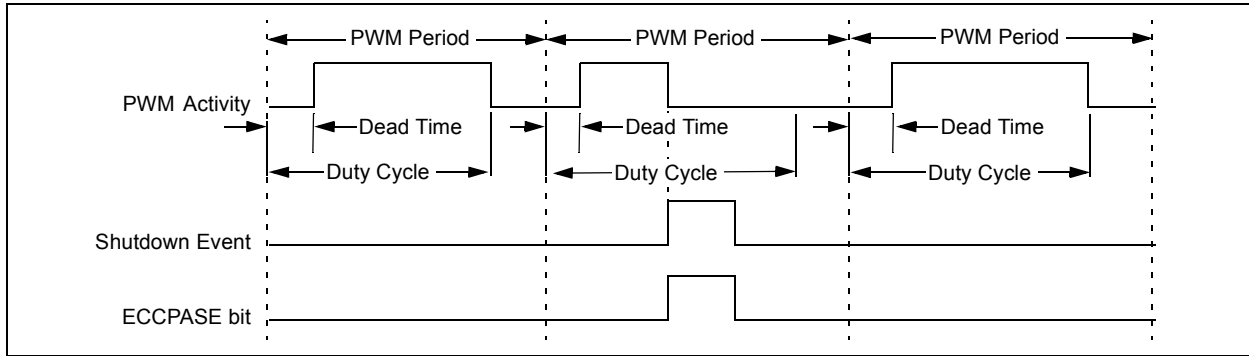 PWM Period PWM Period PWM Period
PWM Activity
Dead Time Dead Time Dead Time
Duty Cycle Duty Cycle Duty Cycle
Shutdown Event
ECCPASE bit